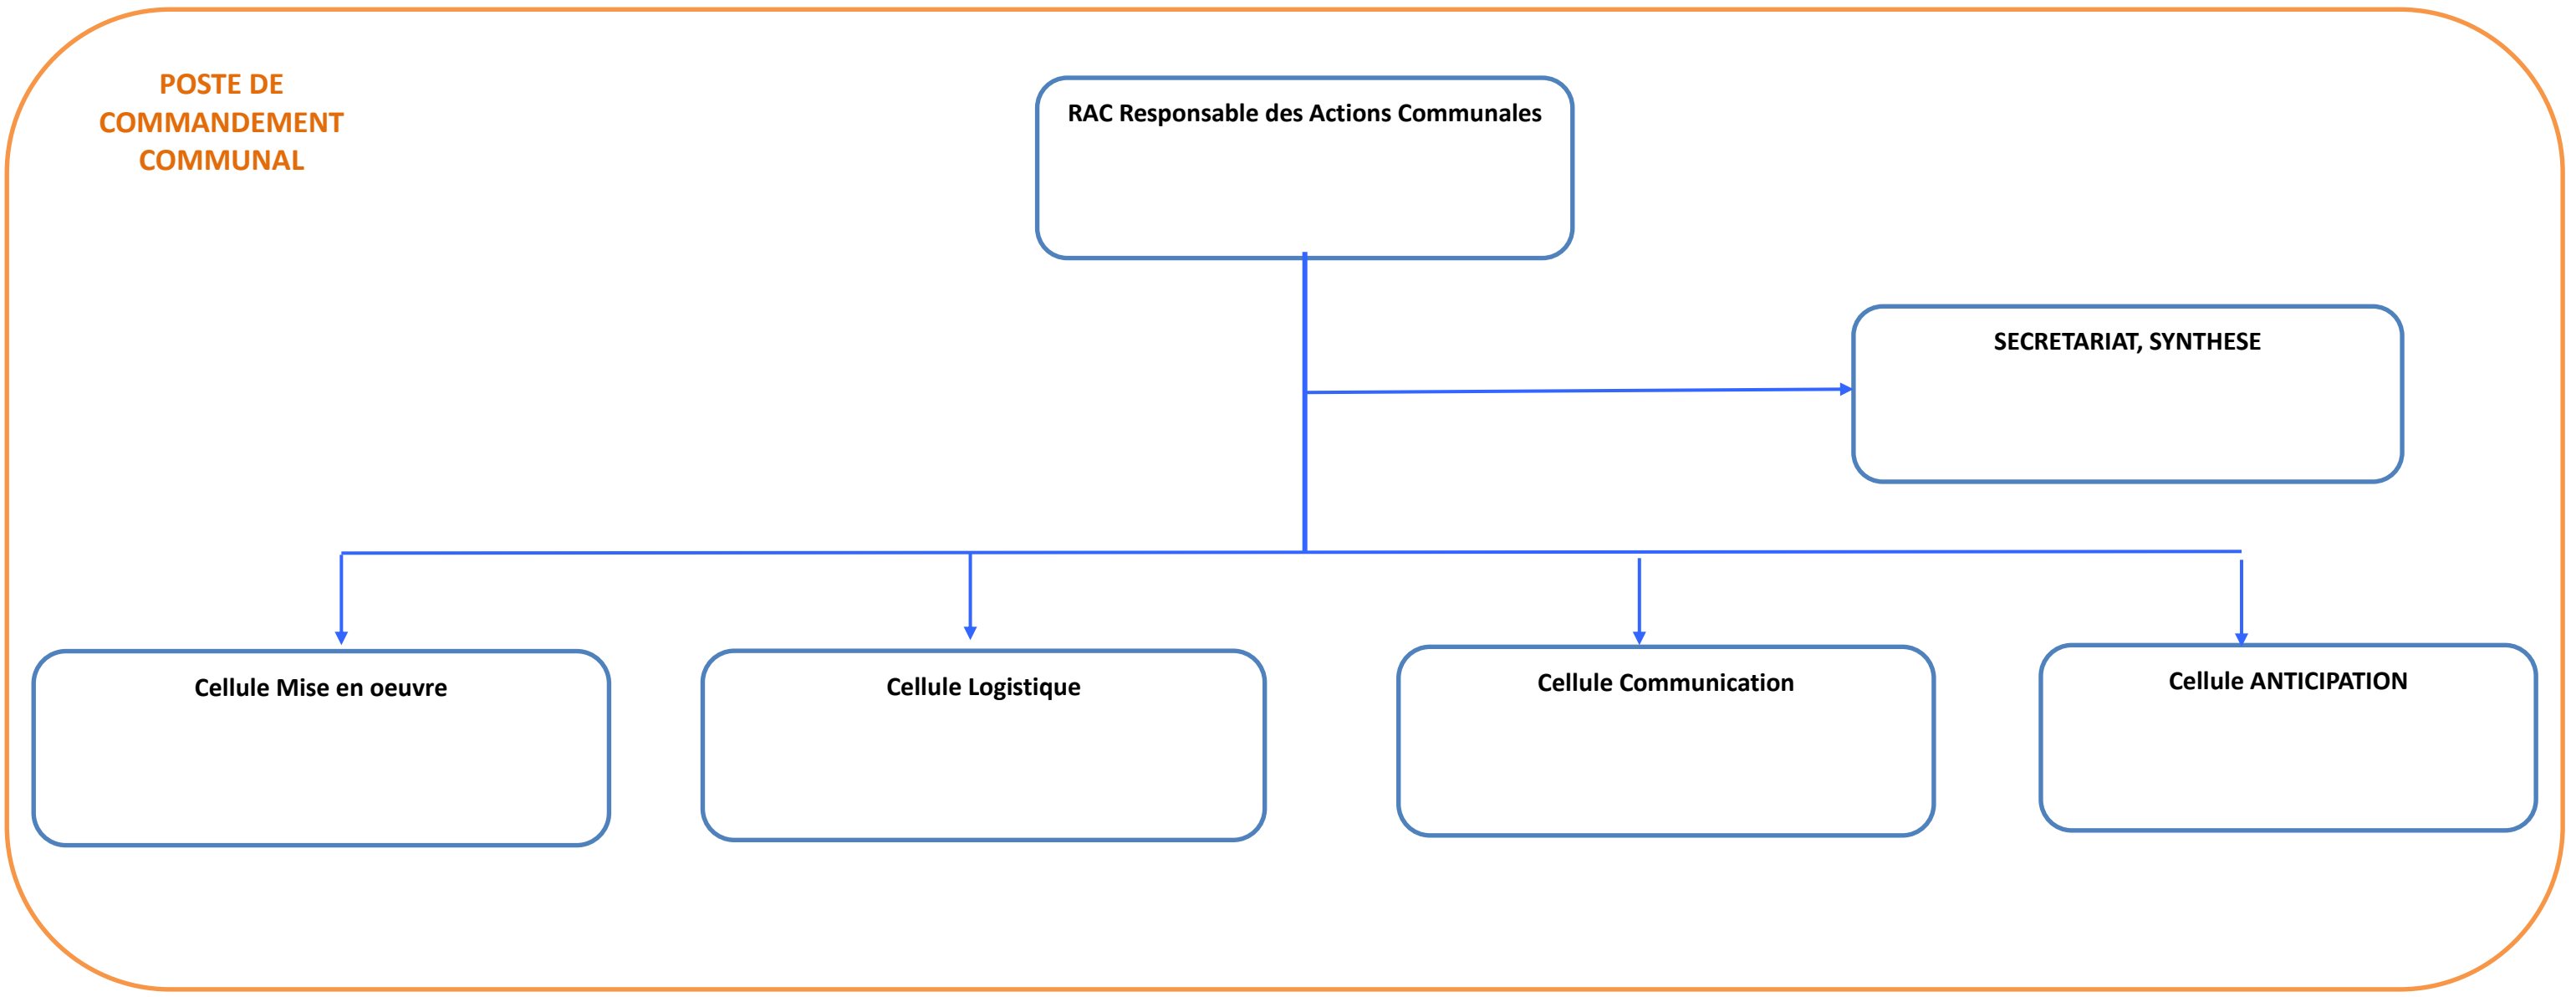 POSTE DE
COMMANDEMENT
COMMUNAL
RAC Responsable des Actions Communales
SECRETARIAT, SYNTHESE
Cellule Mise en oeuvre
Cellule Logistique
Cellule Communication
Cellule ANTICIPATION